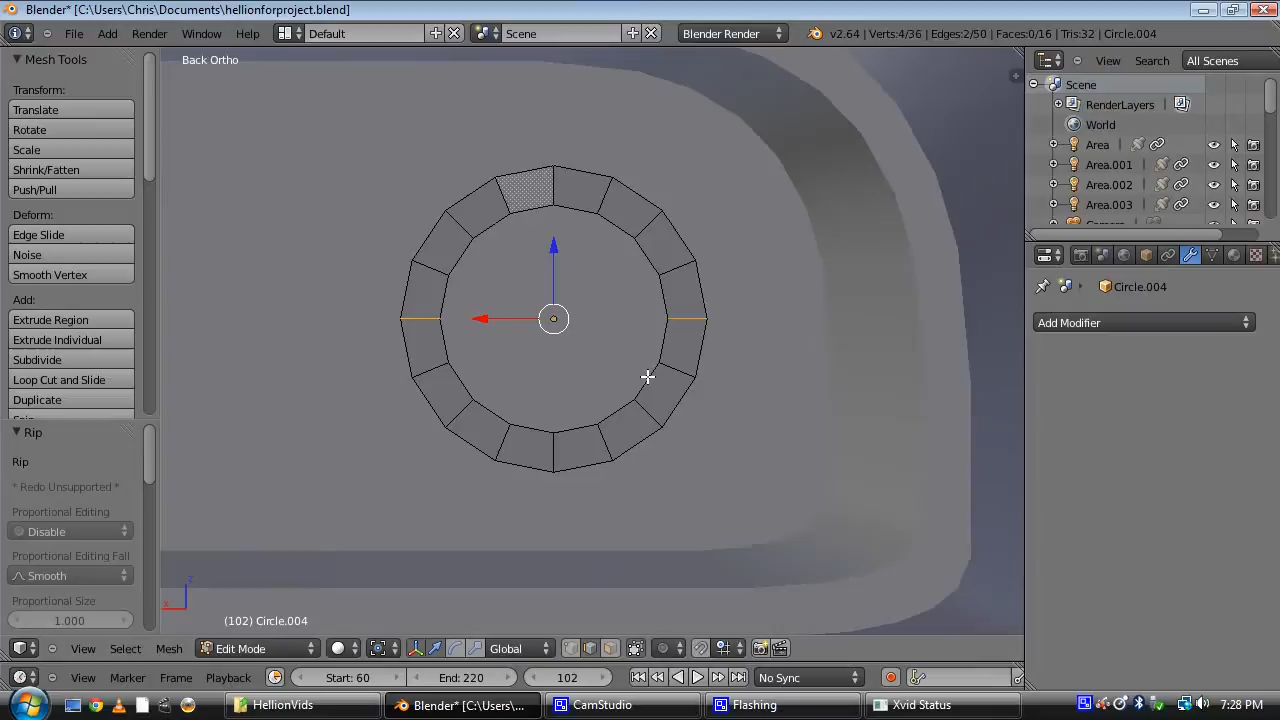 Blender* [C:\Users\Chris\Documents\hellionforproject.blend]
File Add Render Window Help Default Scene Blender Render v2.64 | Verts:4/36 | Edges:2/50 | Faces:0/16 | Tris:32 | Circle.004
Mesh Tools
Transform:
Translate
Rotate
Scale
Shrink/Fatten
Push/Pull
Deform:
Edge Slide
Noise
Smooth Vertex
Add:
Extrude Region
Extrude Individual
Subdivide
Loop Cut and Slide
Duplicate
Rip
Rip
* Redo Unsupported *
Proportional Editing
Disable
Proportional Editing Fall
Smooth
Proportional Size
1.000
Back Ortho
z
x
(102) Circle.004
View Search All Scenes
Scene
RenderLayers
World
Area
Area.001
Area.002
Area.003
Circle.004
Add Modifier
View Select Mesh Edit Mode Global
View Marker Frame Playback Start: 60 End: 220 102 No Sync
HellionVids Blender* [C:\Users\C... CamStudio Flashing Xvid Status 7:28 PM